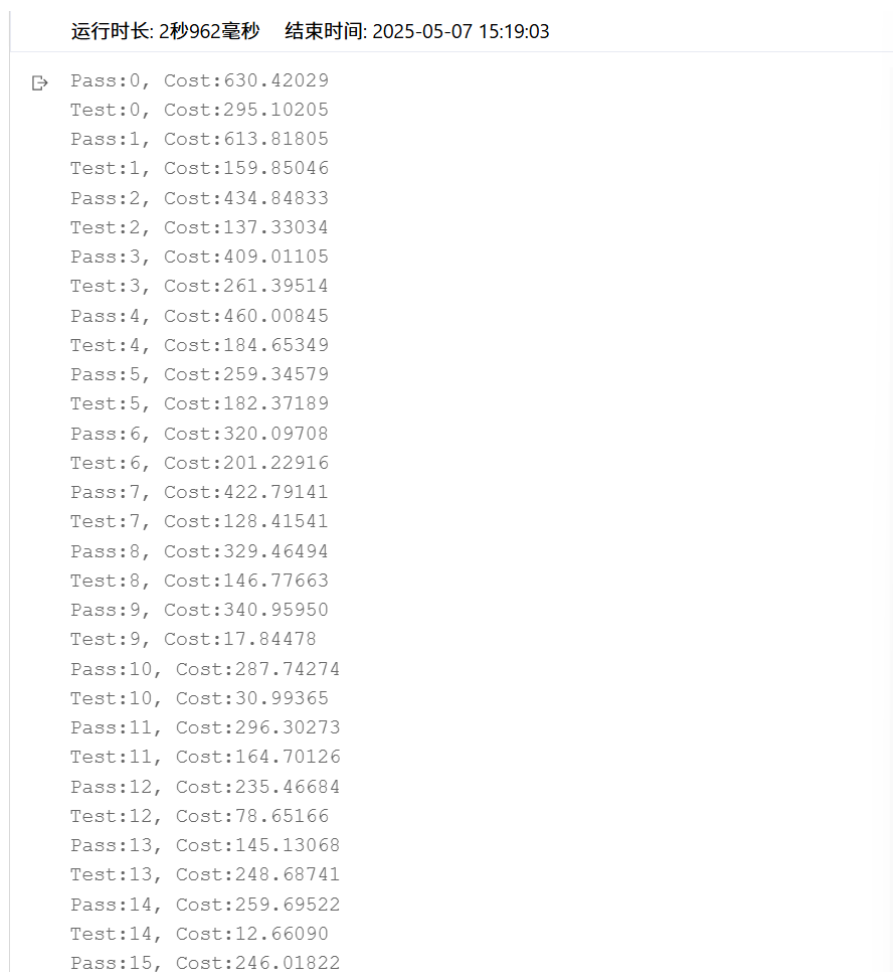 运行时长: 2秒962毫秒 结束时间: 2025-05-07 15:19:03
Pass:0, Cost:630.42029
Test:0, Cost:295.10205
Pass:1, Cost:613.81805
Test:1, Cost:159.85046
Pass:2, Cost:434.84833
Test:2, Cost:137.33034
Pass:3, Cost:409.01105
Test:3, Cost:261.39514
Pass:4, Cost:460.00845
Test:4, Cost:184.65349
Pass:5, Cost:259.34579
Test:5, Cost:182.37189
Pass:6, Cost:320.09708
Test:6, Cost:201.22916
Pass:7, Cost:422.79141
Test:7, Cost:128.41541
Pass:8, Cost:329.46494
Test:8, Cost:146.77663
Pass:9, Cost:340.95950
Test:9, Cost:17.84478
Pass:10, Cost:287.74274
Test:10, Cost:30.99365
Pass:11, Cost:296.30273
Test:11, Cost:164.70126
Pass:12, Cost:235.46684
Test:12, Cost:78.65166
Pass:13, Cost:145.13068
Test:13, Cost:248.68741
Pass:14, Cost:259.69522
Test:14, Cost:12.66090
Pass:15, Cost:246.01822